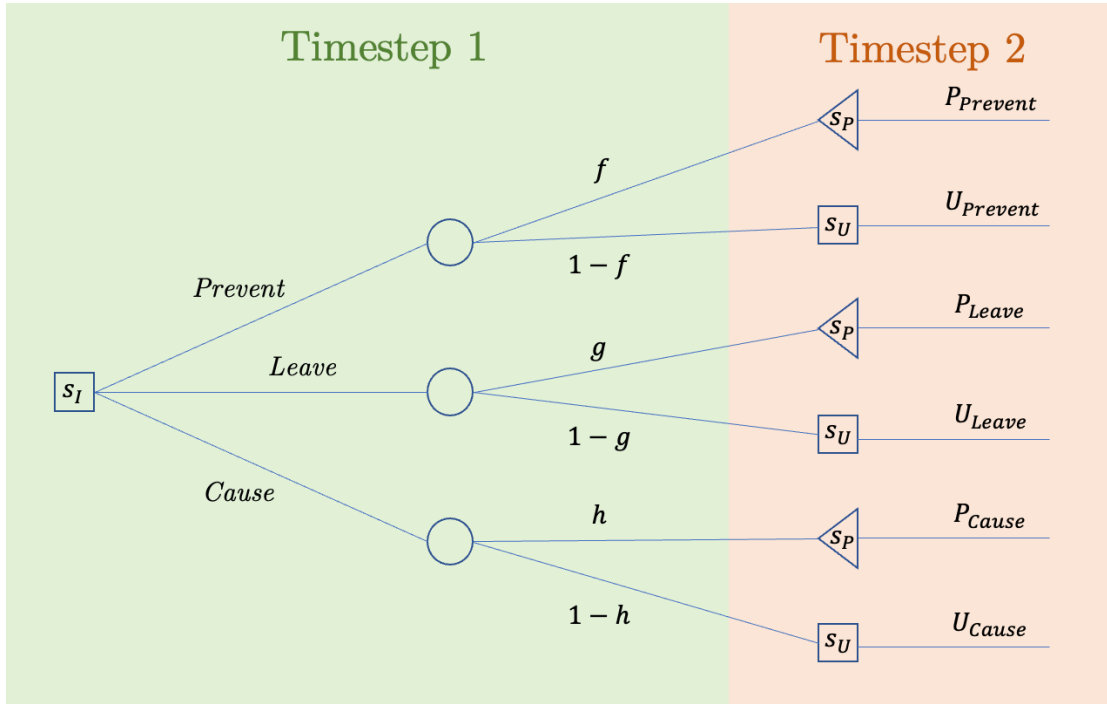 Timestep 1
Timestep 2
s_P
P_Prevent
f
s_U
U_Prevent
1 − f
Prevent
s_P
P_Leave
g
Leave
s_I
s_U
U_Leave
1 − g
Cause
h
s_P
P_Cause
1 − h
s_U
U_Cause